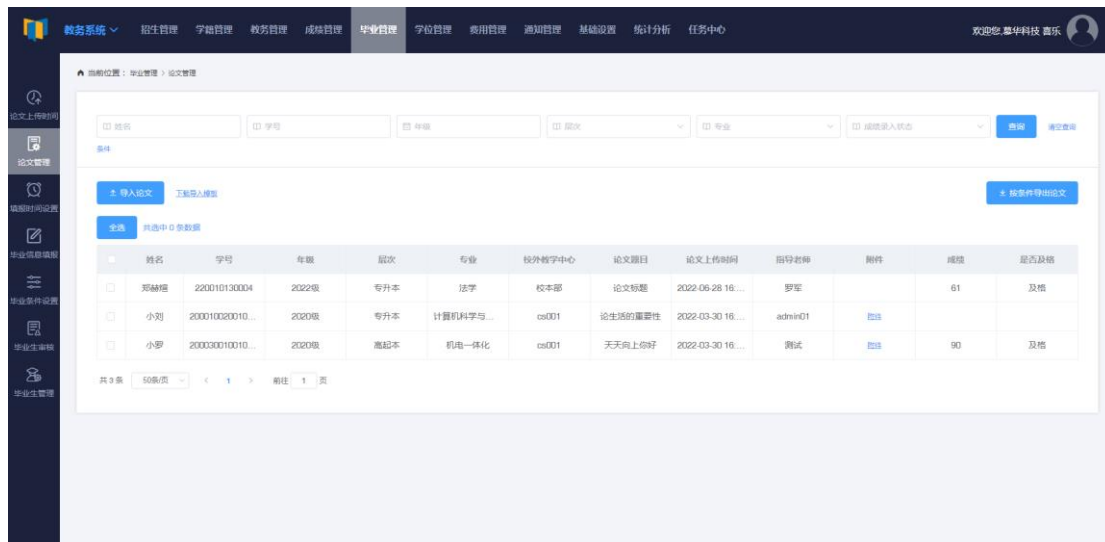 教务系统 招生管理 学籍管理 教务管理 成绩管理 毕业管理 学位管理 费用管理 通知管理 基础设置 统计分析 任务中心 欢迎您,慕华科技 喜乐
当前位置： 毕业管理 > 论文管理
论文上传时间
论文管理
填报时间设置
毕业信息填报
毕业条件设置
毕业生审核
毕业生管理
姓名 学号 年级 层次 专业 成绩录入状态 查询 清空查询
条件
导入论文 下载导入模板 按条件导出论文
全选 共选中 0 条数据
姓名 学号 年级 层次 专业 校外教学中心 论文题目 论文上传时间 指导老师 附件 成绩 是否及格
郑赫煊 220010130004 2022级 专升本 法学 校本部 论文标题 2022-06-28 16:... 罗军 61 及格
小刘 200010020010... 2020级 专升本 计算机科学与... cs001 论生活的重要性 2022-03-30 16:... admin01
小罗 200030010010... 2020级 高起本 机电一体化 cs001 天天向上你好 2022-03-30 16:... 测试 90 及格
共 3 条 50条/页 < 1 > 前往 1 页